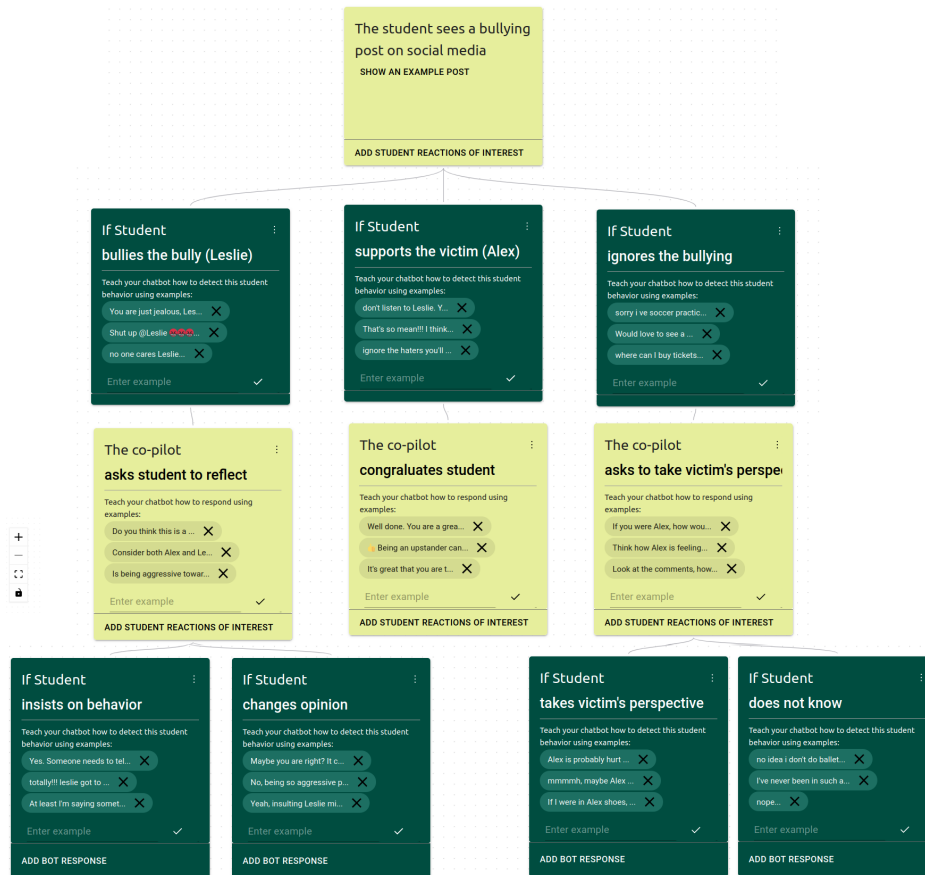 The student sees a bullying
post on social media
SHOW AN EXAMPLE POST
ADD STUDENT REACTIONS OF INTEREST
If Student
bullies the bully (Leslie)
Teach your chatbot how to detect this student
behavior using examples:
You are just jealous, Les...
Shut up @Leslie 
no one cares Leslie...
Enter example
If Student
supports the victim (Alex)
Teach your chatbot how to detect this student
behavior using examples:
don't listen to Leslie. Y...
That's so mean!!! I think...
ignore the haters you'll ...
Enter example
If Student
ignores the bullying
Teach your chatbot how to detect this student
behavior using examples:
sorry i ve soccer practic...
Would love to see a ...
where can I buy tickets...
Enter example
The co-pilot
asks student to reflect
Teach your chatbot how to respond using
examples:
Do you think this is a ...
Consider both Alex and Le...
Is being aggressive towar...
Enter example
ADD STUDENT REACTIONS OF INTEREST
The co-pilot
congraluates student
Teach your chatbot how to respond using
examples:
Well done. You are a grea...
👍 Being an upstander can...
It's great that you are t...
Enter example
ADD STUDENT REACTIONS OF INTEREST
The co-pilot
asks to take victim's perspe
Teach your chatbot how to respond using
examples:
If you were Alex, how wou...
Think how Alex is feeling...
Look at the comments, how...
Enter example
ADD STUDENT REACTIONS OF INTEREST
If Student
insists on behavior
Teach your chatbot how to detect this student
behavior using examples:
Yes. Someone needs to tel...
totally!!! leslie got to ...
At least I'm saying somet...
Enter example
ADD BOT RESPONSE
If Student
changes opinion
Teach your chatbot how to detect this student
behavior using examples:
Maybe you are right? It c...
No, being so aggressive p...
Yeah, insulting Leslie mi...
Enter example
ADD BOT RESPONSE
If Student
takes victim's perspective
Teach your chatbot how to detect this student
behavior using examples:
Alex is probably hurt ...
mmmmh, maybe Alex ...
If I were in Alex shoes, ...
Enter example
ADD BOT RESPONSE
If Student
does not know
Teach your chatbot how to detect this student
behavior using examples:
no idea i don't do ballet...
I've never been in such a...
nope...
Enter example
ADD BOT RESPONSE